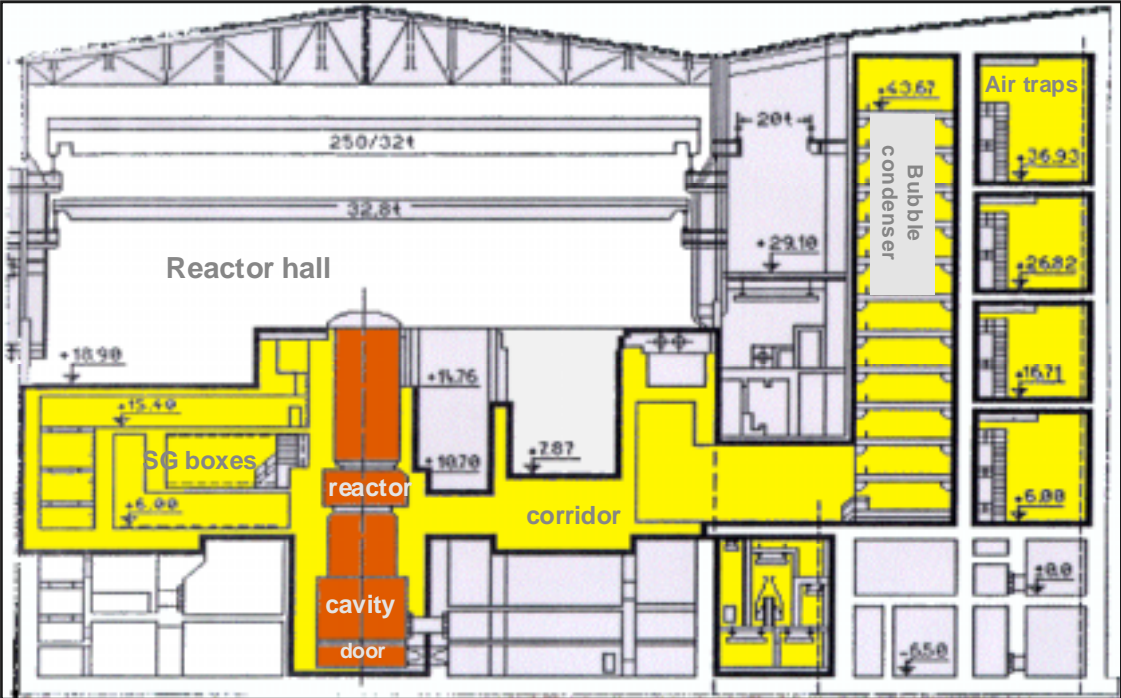 Air traps
+43.67
20t
250/32t
Bubble
condenser
+36.93
32,8t
+29.10
+26.82
Reactor hall
+18.90
+14.76
+16.71
+15.40
+7.87
SG boxes
+10.70
reactor
+6.00
+6.00
corridor
±0.0
cavity
door
-6.50